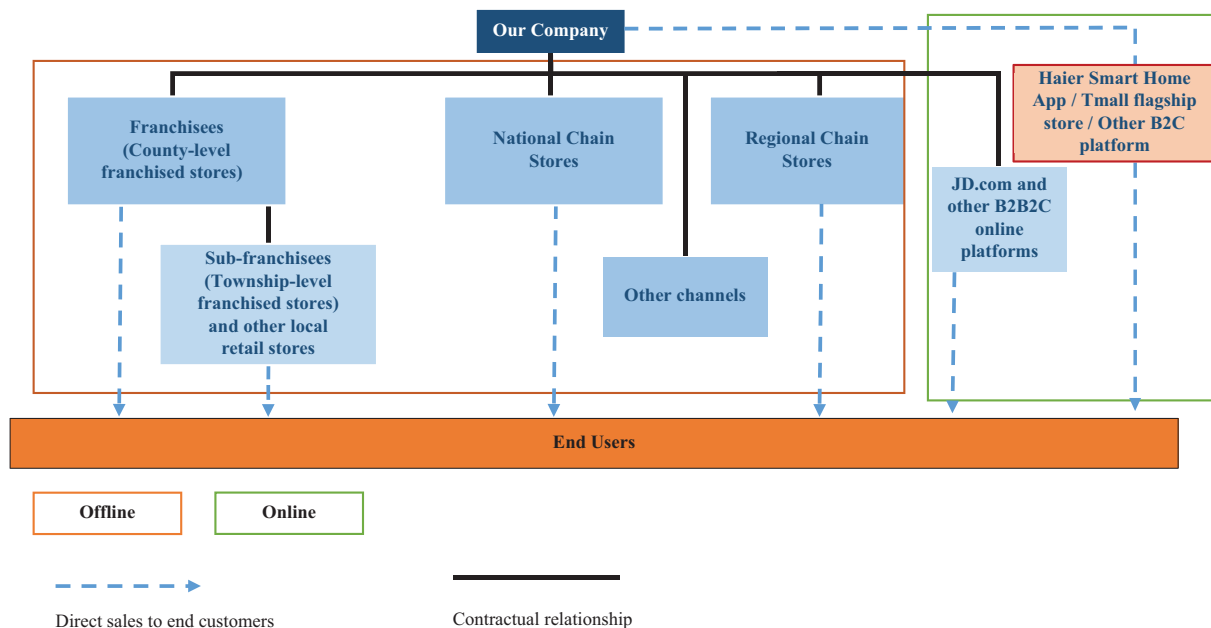 Our Company
Haier Smart Home
App / Tmall flagship
store / Other B2C
platform
Franchisees
(County-level
franchised stores)
National Chain
Stores
Regional Chain
Stores
JD.com and
other B2B2C
online
platforms
Sub-franchisees
(Township-level
franchised stores)
and other local
retail stores
Other channels
End Users
Offline
Online
Direct sales to end customers
Contractual relationship